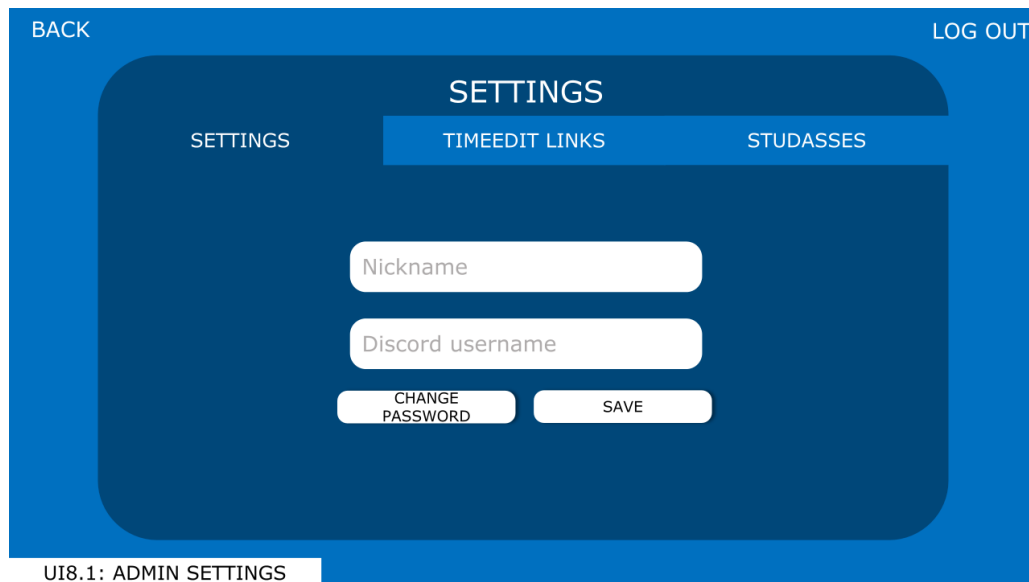 BACK
LOG OUT
SETTINGS
SETTINGS
TIMEEDIT LINKS
STUDASSES
Nickname
Discord username
CHANGE
PASSWORD
SAVE
UI8.1: ADMIN SETTINGS